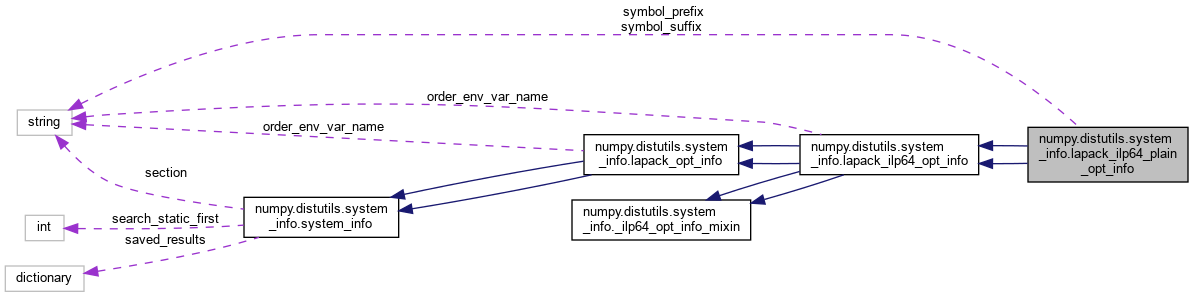 symbol_prefix
symbol_suffix
order_env_var_name
string
order_env_var_name
numpy.distutils.system
_info.lapack_opt_info
numpy.distutils.system
_info.lapack_ilp64_opt_info
numpy.distutils.system
_info.lapack_ilp64_plain
_opt_info
section
numpy.distutils.system
_info.system_info
numpy.distutils.system
_info._ilp64_opt_info_mixin
search_static_first
int
saved_results
dictionary